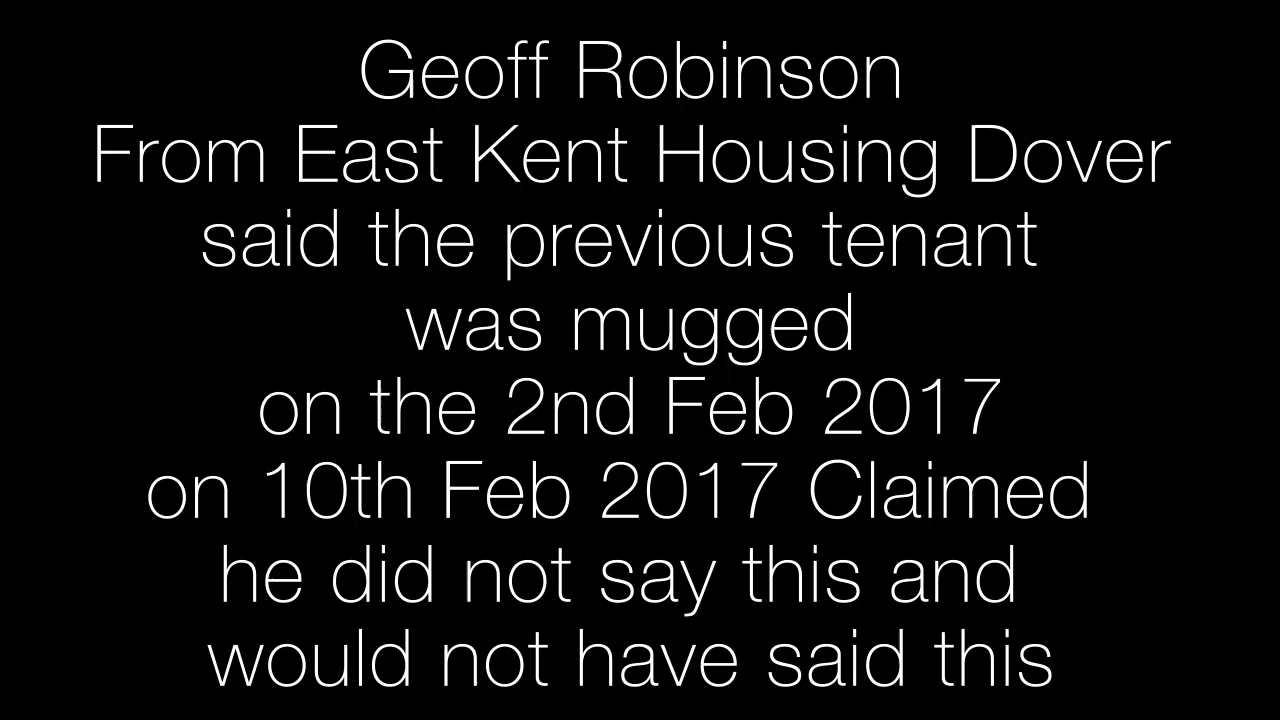 Geoff Robinson
From East Kent Housing Dover
said the previous tenant
was mugged
on the 2nd Feb 2017
on 10th Feb 2017 Claimed
he did not say this and
would not have said this